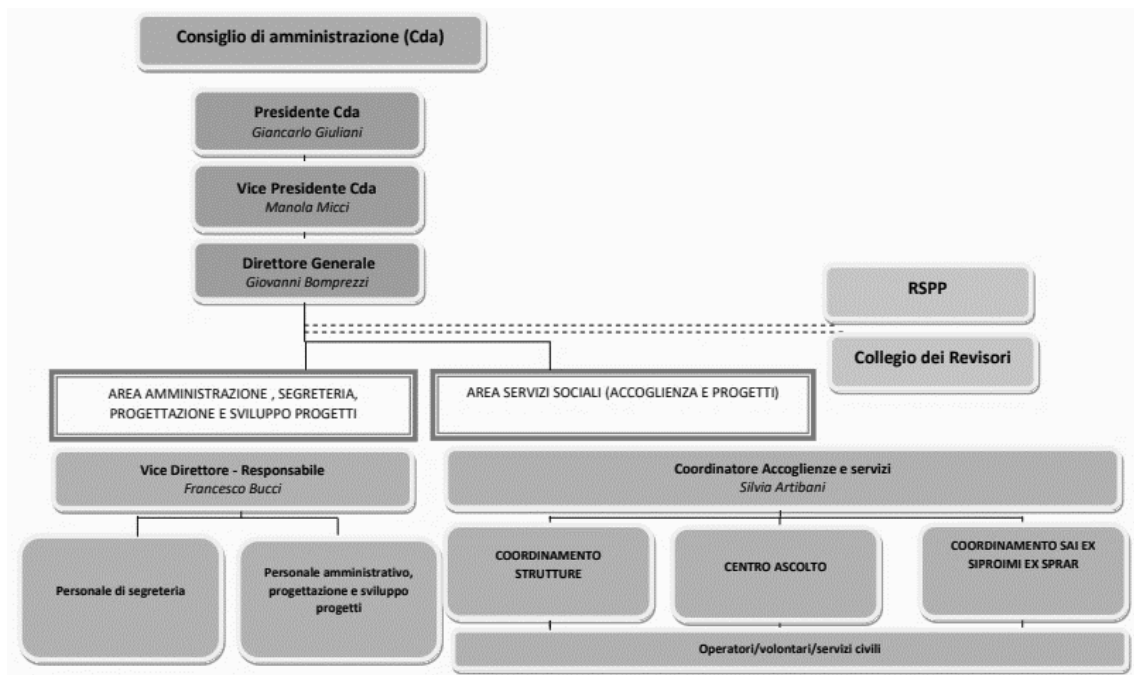 Consiglio di amministrazione (Cda)
Presidente Cda
Giancarlo Giuliani
Vice Presidente Cda
Manola Micci
Direttore Generale
Giovanni Bomprezzi
RSPP
Collegio dei Revisori
AREA AMMINISTRAZIONE , SEGRETERIA,
PROGETTAZIONE E SVILUPPO PROGETTI
AREA SERVIZI SOCIALI (ACCOGLIENZA E PROGETTI)
Vice Direttore - Responsabile
Francesco Bucci
Coordinatore Accoglienze e servizi
Silvia Artibani
Personale di segreteria
Personale amministrativo,
progettazione e sviluppo
progetti
COORDINAMENTO
STRUTTURE
CENTRO ASCOLTO
COORDINAMENTO SAI EX
SIPROIMI EX SPRAR
Operatori/volontari/servizi civili